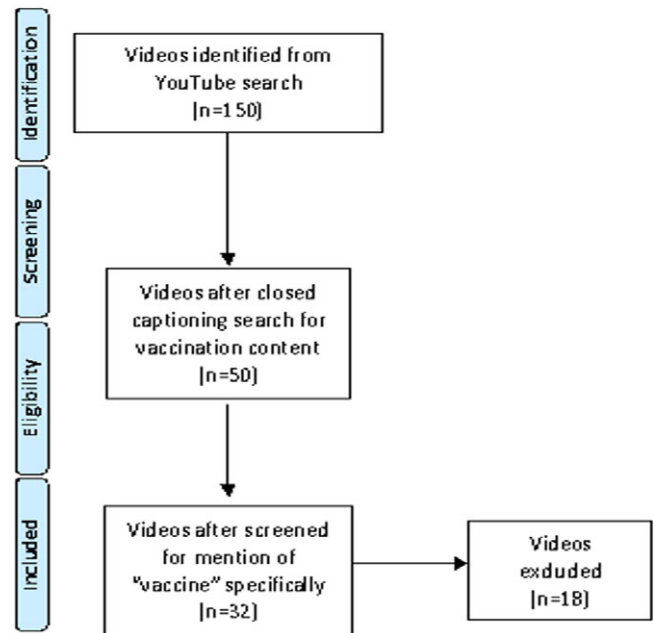 Identification
Videos identified from
YouTube search
[n=150]
Screening
Videos after closed
captioning search for
vaccination content
[n=50]
Eligibility
Included
Videos after screened
for mention of
"vaccine" specifically
[n=32]
Videos
exduded
[n=18]